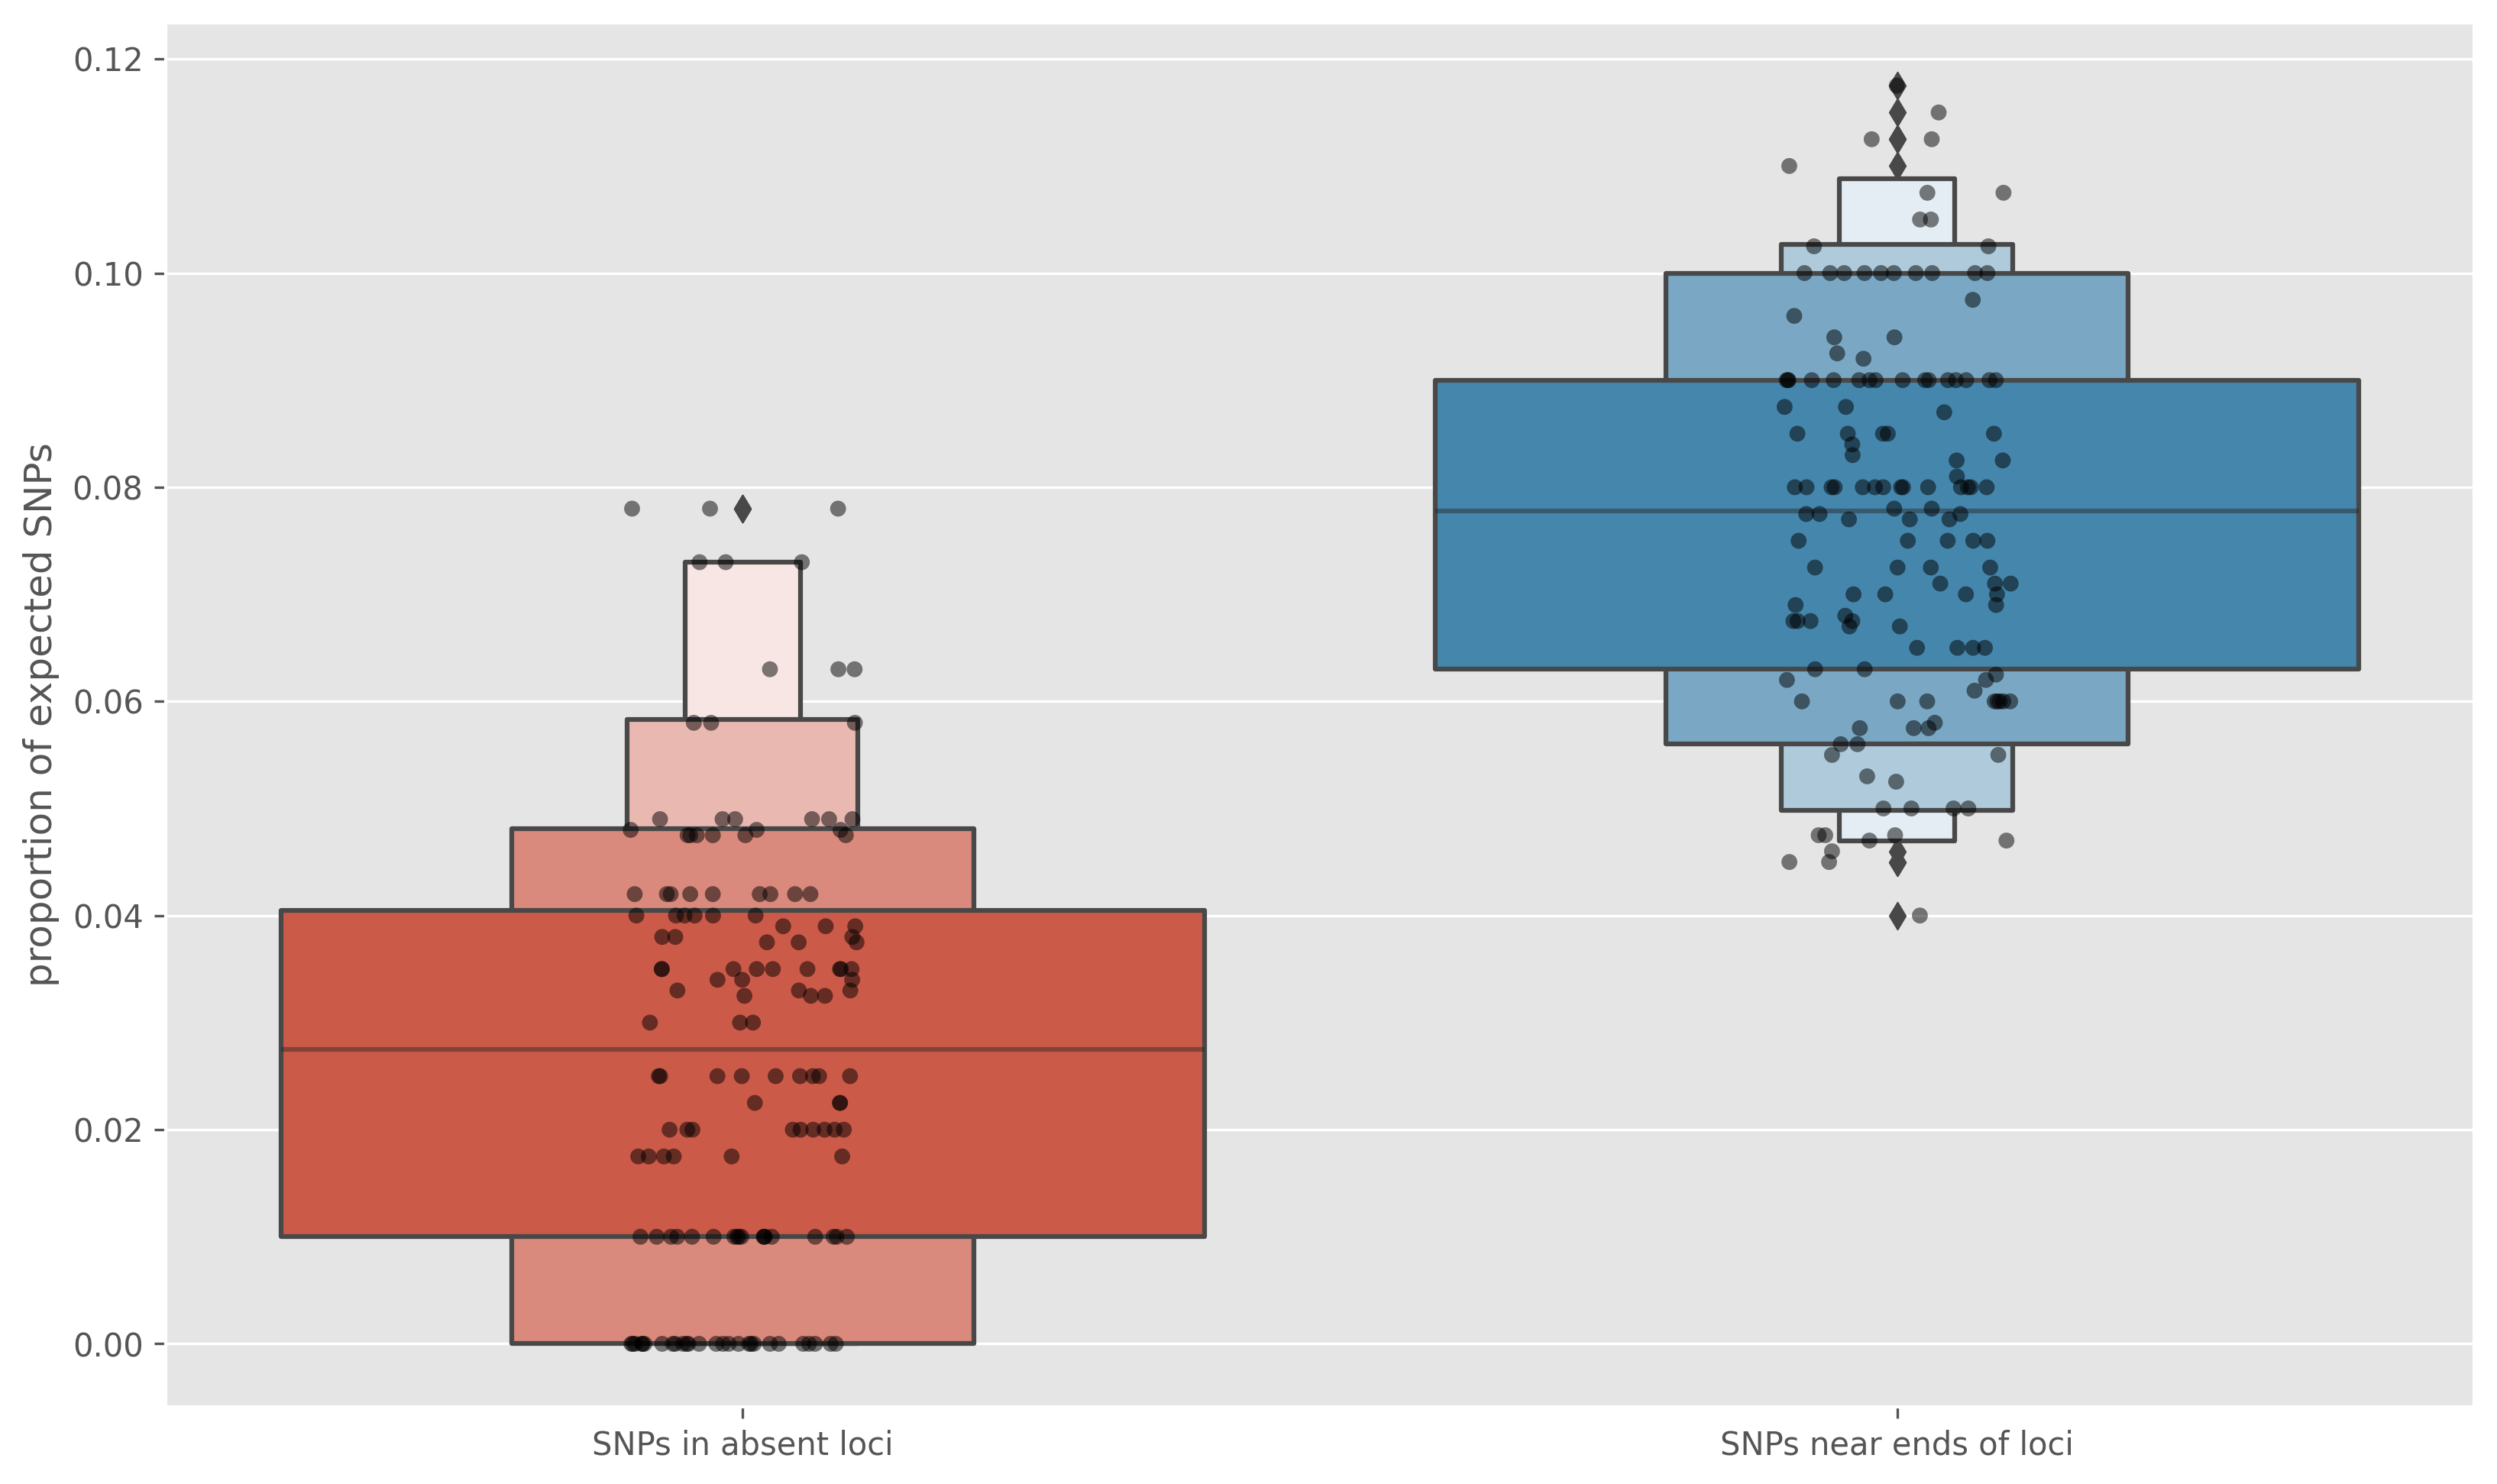 proportion of expected SNPs
0.12
0.10
0.08
0.06
0.04
0.02
0.00
SNPs in absent loci
SNPs near ends of loci